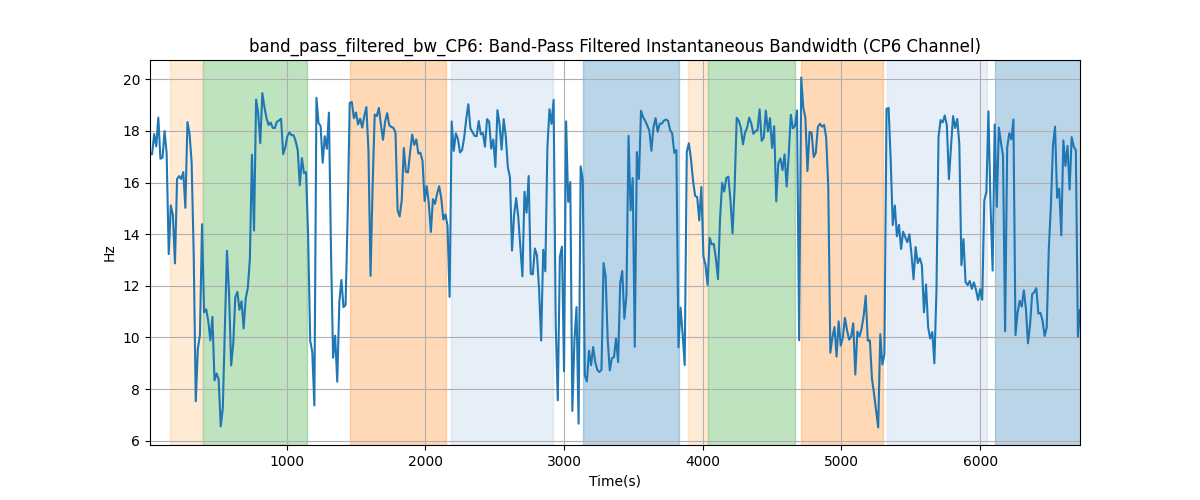 band_pass_filtered_bw_CP6: Band-Pass Filtered Instantaneous Bandwidth (CP6 Channel)
20
18
16
14
12
10
8
6
Hz
1000 2000 3000 4000 5000 6000
Time(s)